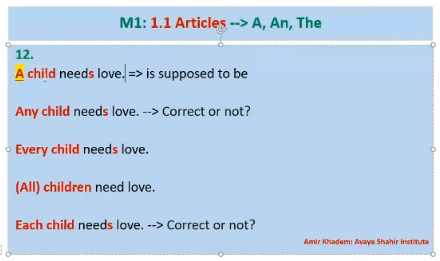 M1: 1.1 Articles --> A, An, The
12.
A child needs love. => is supposed to be
Any child needs love. --> Correct or not?
Every child needs love.
(All) children need love.
Each child needs love. --> Correct or not?
Amir Khadem: Avaye Shahir Institute